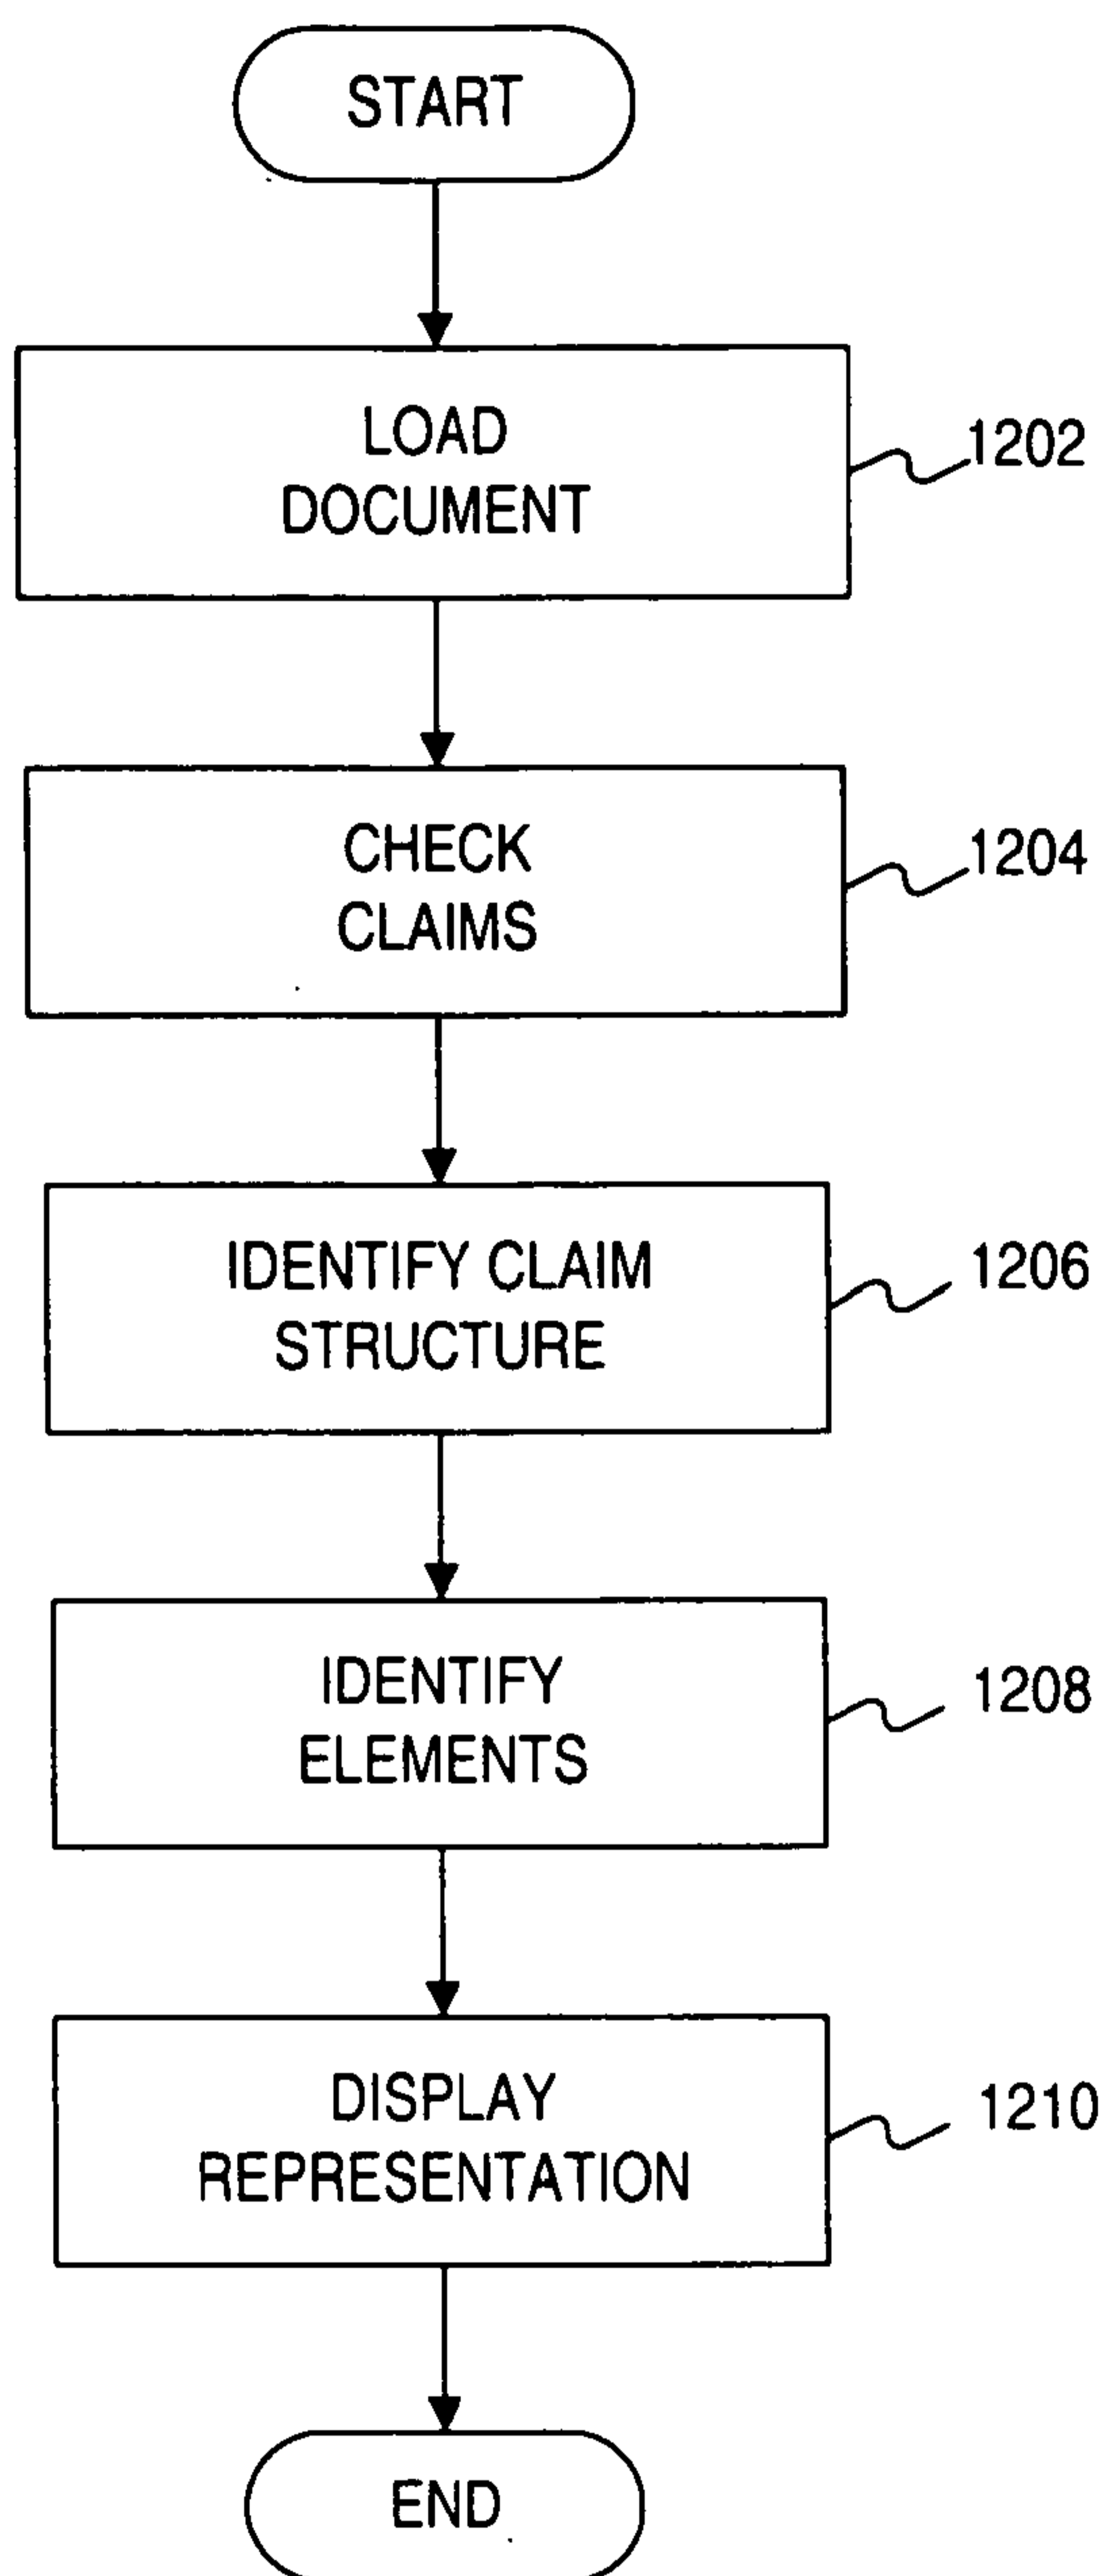 START
LOAD
DOCUMENT
1202
CHECK
CLAIMS
1204
IDENTIFY CLAIM
STRUCTURE
1206
IDENTIFY
ELEMENTS
1208
DISPLAY
REPRESENTATION
1210
END